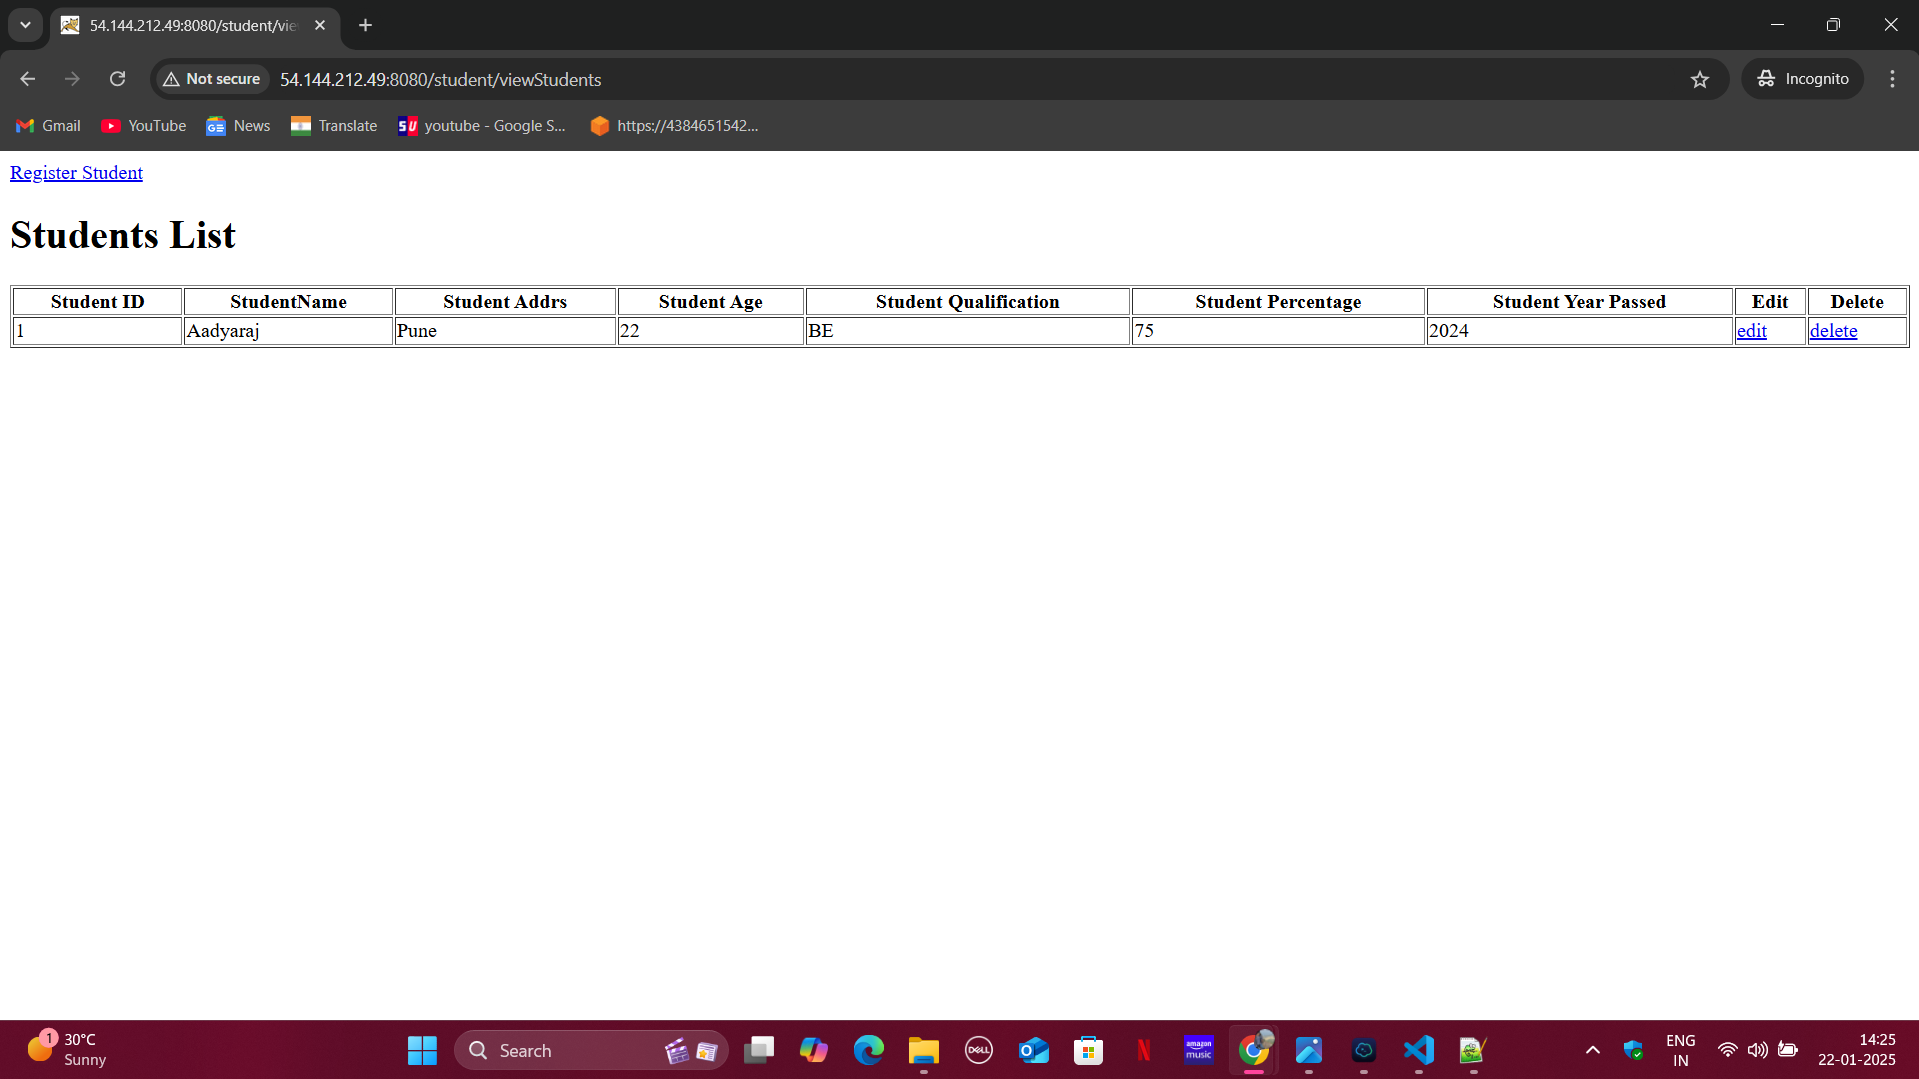 54.144.212.49:8080/student/vie
Not secure 54.144.212.49:8080/student/viewStudents Incognito
Gmail YouTube News Translate youtube - Google S... https://4384651542...
Register Student
Students List
Student ID StudentName Student Addrs Student Age Student Qualification Student Percentage Student Year Passed Edit Delete
1 Aadyaraj Pune 22 BE 75 2024 edit delete
1 30°C
Sunny
Search
DELL
amazon music
ENG
IN
14:25
22-01-2025